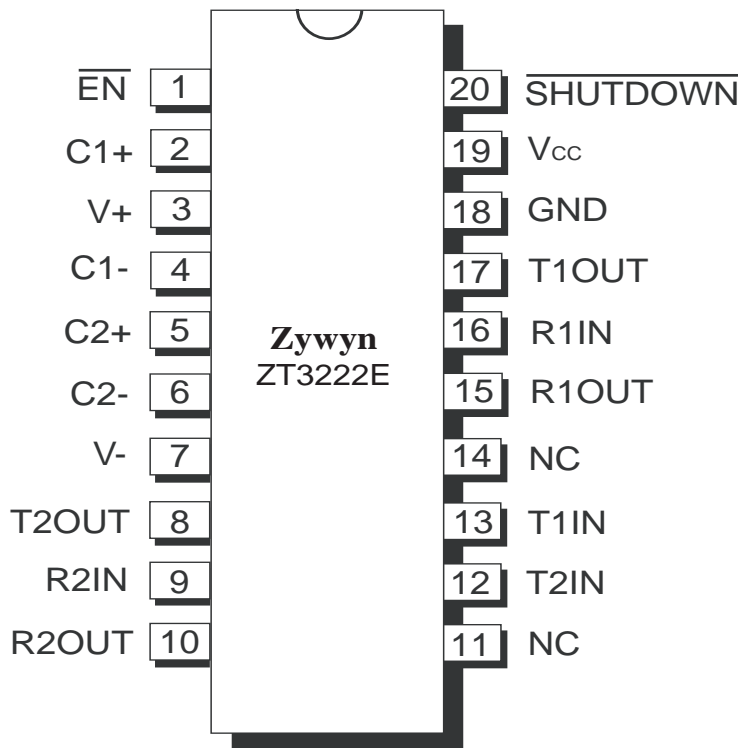 E̅N̅ 1
C1+ 2
V+ 3
C1- 4
C2+ 5
C2- 6
V- 7
T2OUT 8
R2IN 9
R2OUT 10
Zywyn
ZT3222E
20 S̅H̅U̅T̅D̅O̅W̅N̅
19 Vcc
18 GND
17 T1OUT
16 R1IN
15 R1OUT
14 NC
13 T1IN
12 T2IN
11 NC